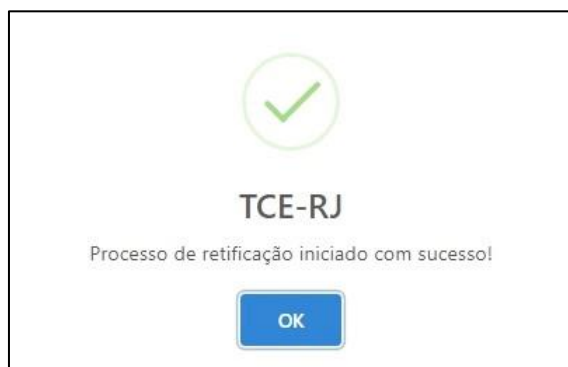 TCE-RJ
Processo de retificação iniciado com sucesso!
OK